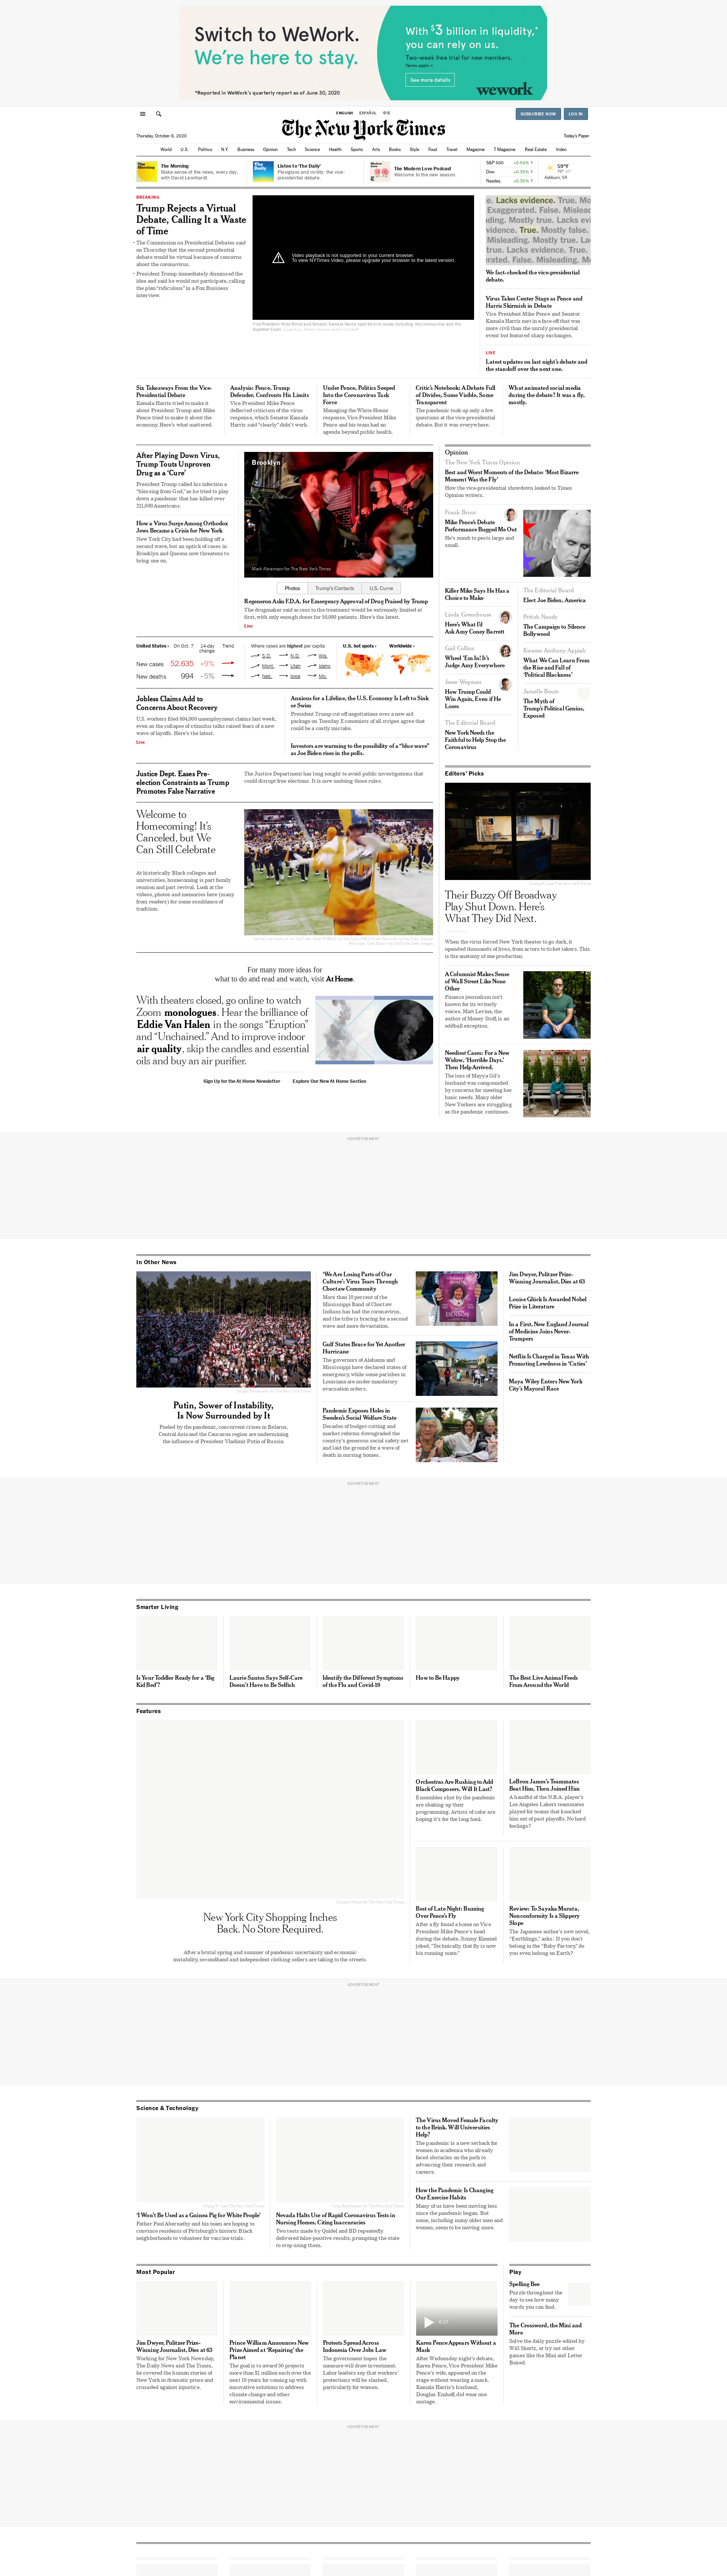 Switch to WeWork.
We're here to stay.
*Reported in WeWork's quarterly report as of June 30, 2020
With $3 billion in liquidity,*
you can rely on us.
Two-week free trial for new members.
Terms apply >
See more details
wework
ENGLISH
ESPAÑOL
中文
SUBSCRIBE NOW
LOG IN
The New York Times
Thursday, October 8, 2020
Today's Paper
World
U.S.
Politics
N.Y.
Business
Opinion
Tech
Science
Health
Sports
Arts
Books
Style
Food
Travel
Magazine
T Magazine
Real Estate
Video
The Morning
Make sense of the news, every day,
with David Leonhardt.
Listen to 'The Daily'
Plexiglass and civility: the vice-
presidential debate.
The Modern Love Podcast
Welcome to the new season.
S&P 500 +0.54% ↑
Dow +0.35% ↑
Nasdaq +0.35% ↑
59°F
Ashburn, VA
BREAKING
Trump Rejects a Virtual
Debate, Calling It a Waste
of Time
• The Commission on Presidential Debates said
on Thursday that the second presidential
debate would be virtual because of concerns
about the coronavirus.
• President Trump immediately dismissed the
idea and said he would not participate, calling
the plan "ridiculous" in a Fox Business
interview.
Video playback is not supported in your current browser.
To view NYTimes Video, please upgrade your browser to the latest version.
Vice President Mike Pence and Senator Kamala Harris sparred over issues including the coronavirus and the
Supreme Court.
We fact-checked the vice-presidential
debate.
Virus Takes Center Stage as Pence and
Harris Skirmish in Debate
Vice President Mike Pence and Senator
Kamala Harris met in a face-off that was
more civil than the unruly presidential
event but featured sharp exchanges.
LIVE
Latest updates on last night's debate and
the standoff over the next one.
Six Takeaways From the Vice-
Presidential Debate
Kamala Harris tried to make it
about President Trump and Mike
Pence tried to make it about the
economy. Here's what mattered.
Analysis: Pence, Trump
Defender, Confronts His Limits
Vice President Mike Pence
deflected criticism of the virus
response, which Senator Kamala
Harris said "clearly" didn't work.
Under Pence, Politics Seeped
Into the Coronavirus Task
Force
Managing the White House
response, Vice President Mike
Pence and his team had an
agenda beyond public health.
Critic's Notebook: A Debate Full
of Divides, Some Visible, Some
Transparent
The pandemic took up only a few
questions at the vice-presidential
debate. But it was everywhere.
What animated social media
during the debate? It was a fly,
mostly.
After Playing Down Virus,
Trump Touts Unproven
Drug as a 'Cure'
President Trump called his infection a
"blessing from God," as he tried to play
down a pandemic that has killed over
211,000 Americans.
How a Virus Surge Among Orthodox
Jews Became a Crisis for New York
New York City had been holding off a
second wave, but an uptick of cases in
Brooklyn and Queens now threatens to
bring one on.
Brooklyn
Mark Abramson for The New York Times
Photos
Trump's Contacts
U.S. Curve
Regeneron Asks F.D.A. for Emergency Approval of Drug Praised by Trump
The drugmaker said access to the treatment would be extremely limited at
first, with only enough doses for 50,000 patients. Here's the latest.
Live
United States › On Oct. 7 14-day change Trend
New cases 52,635 +9%
New deaths 994 –5%
Where cases are highest per capita
S.D.
N.D.
Wis.
Mont.
Utah
Idaho
Neb.
Iowa
Mo.
U.S. hot spots ›
Worldwide ›
Jobless Claims Add to
Concerns About Recovery
U.S. workers filed 804,000 unemployment claims last week,
even as the collapse of stimulus talks raised fears of a new
wave of layoffs. Here's the latest.
Live
Anxious for a Lifeline, the U.S. Economy Is Left to Sink
or Swim
President Trump cut off negotiations over a new aid
package on Tuesday. Economists of all stripes agree that
could be a costly mistake.
Investors are warming to the possibility of a "blue wave"
as Joe Biden rises in the polls.
Justice Dept. Eases Pre-
election Constraints as Trump
Promotes False Narrative
The Justice Department has long sought to avoid public investigations that
could disrupt free elections. It is now undoing those rules.
Welcome to
Homecoming! It's
Canceled, but We
Can Still Celebrate
At historically Black colleges and
universities, homecoming is part family
reunion and part revival. Look at the
videos, photos and memories here (many
from readers) for some semblance of
tradition.
For many more ideas for
what to do and read and watch, visit At Home.
With theaters closed, go online to watch
Zoom monologues. Hear the brilliance of
Eddie Van Halen in the songs "Eruption"
and "Unchained." And to improve indoor
air quality, skip the candles and essential
oils and buy an air purifier.
Sign Up for the At Home Newsletter
Explore Our New At Home Section
Opinion
The New York Times Opinion
Best and Worst Moments of the Debate: 'Most Bizarre
Moment Was the Fly'
How the vice-presidential showdown looked to Times
Opinion writers.
Frank Bruni
Mike Pence's Debate
Performance Bugged Me Out
He's numb to perils large and
small.
Killer Mike Says He Has a
Choice to Make
The Editorial Board
Elect Joe Biden, America
Linda Greenhouse
Here's What I'd
Ask Amy Coney Barrett
Pritish Nandy
The Campaign to Silence
Bollywood
Gail Collins
Whee! 'Em In! It's
Judge Amy Everywhere
Kwame Anthony Appiah
What We Can Learn From
the Rise and Fall of
'Political Blackness'
Jesse Wegman
How Trump Could
Win Again, Even if He
Loses
Jamelle Bouie
The Myth of
Trump's Political Genius,
Exposed
The Editorial Board
New York Needs the
Faithful to Help Stop the
Coronavirus
Editors' Picks
Their Buzzy Off Broadway
Play Shut Down. Here's
What They Did Next.
When the virus forced New York theater to go dark, it
upended thousands of lives, from actors to ticket takers. This
is the anatomy of one production.
A Columnist Makes Sense
of Wall Street Like None
Other
Finance journalism isn't
known for its writerly
voices. Matt Levine, the
author of Money Stuff, is an
oddball exception.
Neediest Cases: For a New
Widow, 'Horrible Days.'
Then Help Arrived.
The loss of Mayya Gil's
husband was compounded
by concerns for meeting her
basic needs. Many older
New Yorkers are struggling
as the pandemic continues.
ADVERTISEMENT
In Other News
Putin, Sower of Instability,
Is Now Surrounded by It
Fueled by the pandemic, concurrent crises in Belarus,
Central Asia and the Caucasus region are undermining
the influence of President Vladimir Putin of Russia.
'We Are Losing Parts of Our
Culture': Virus Tears Through
Choctaw Community
More than 10 percent of the
Mississippi Band of Choctaw
Indians has had the coronavirus,
and the tribe is bracing for a second
wave and more devastation.
Gulf States Brace for Yet Another
Hurricane
The governors of Alabama and
Mississippi have declared states of
emergency, while some parishes in
Louisiana are under mandatory
evacuation orders.
Pandemic Exposes Holes in
Sweden's Social Welfare State
Decades of budget-cutting and
market reforms downgraded the
country's generous social safety net
and laid the ground for a wave of
death in nursing homes.
Jim Dwyer, Pulitzer Prize-
Winning Journalist, Dies at 63
Louise Glück Is Awarded Nobel
Prize in Literature
In a First, New England Journal
of Medicine Joins Never-
Trumpers
Netflix Is Charged in Texas With
Promoting Lewdness in 'Cuties'
Maya Wiley Enters New York
City's Mayoral Race
ADVERTISEMENT
Smarter Living
Is Your Toddler Ready for a 'Big
Kid Bed'?
Laurie Santos Says Self-Care
Doesn't Have to Be Selfish
Identify the Different Symptoms
of the Flu and Covid-19
How to Be Happy
The Best Live Animal Feeds
From Around the World
Features
New York City Shopping Inches
Back. No Store Required.
After a brutal spring and summer of pandemic uncertainty and economic
instability, secondhand and independent clothing sellers are taking to the streets.
Orchestras Are Rushing to Add
Black Composers. Will It Last?
Ensembles shut by the pandemic
are shaking up their
programming. Artists of color are
hoping it's for the long haul.
LeBron James's Teammates
Beat Him, Then Joined Him
A handful of the N.B.A. player's
Los Angeles Lakers teammates
played for teams that knocked
him out of past playoffs. No hard
feelings?
Best of Late Night: Buzzing
Over Pence's Fly
After a fly found a home on Vice
President Mike Pence's head
during the debate, Jimmy Kimmel
joked, "Technically, that fly is now
his running mate."
Review: To Sayaka Murata,
Nonconformity Is a Slippery
Slope
The Japanese author's new novel,
"Earthlings," asks: If you don't
belong in the "Baby Factory," do
you even belong on Earth?
ADVERTISEMENT
Science & Technology
'I Won't Be Used as a Guinea Pig for White People'
Father Paul Abernathy and his team are hoping to
convince residents of Pittsburgh's historic Black
neighborhoods to volunteer for vaccine trials.
Nevada Halts Use of Rapid Coronavirus Tests in
Nursing Homes, Citing Inaccuracies
Two tests made by Quidel and BD repeatedly
delivered false-positive results, prompting the state
to stop using them.
The Virus Moved Female Faculty
to the Brink. Will Universities
Help?
The pandemic is a new setback for
women in academia who already
faced obstacles on the path to
advancing their research and
careers.
How the Pandemic Is Changing
Our Exercise Habits
Many of us have been moving less
since the pandemic began. But
some, including many older men and
women, seem to be moving more.
Most Popular
Jim Dwyer, Pulitzer Prize-
Winning Journalist, Dies at 63
Working for New York Newsday,
The Daily News and The Times,
he covered the human stories of
New York in dramatic prose and
crusaded against injustice.
Prince William Announces New
Prize Aimed at 'Repairing' the
Planet
The goal is to award 50 projects
more than $1 million each over the
next 10 years for coming up with
innovative solutions to address
climate change and other
environmental issues.
Protests Spread Across
Indonesia Over Jobs Law
The government hopes the
measure will draw investment.
Labor leaders say that workers'
protections will be slashed,
particularly for women.
0:27
Karen Pence Appears Without a
Mask
After Wednesday night's debate,
Karen Pence, Vice President Mike
Pence's wife, appeared on the
stage without wearing a mask.
Kamala Harris's husband,
Douglas Emhoff, did wear one
onstage.
Play
Spelling Bee
Puzzle throughout the
day to see how many
words you can find.
The Crossword, the Mini and
More
Solve the daily puzzle edited by
Will Shortz, or try out other
games like the Mini and Letter
Boxed.
ADVERTISEMENT